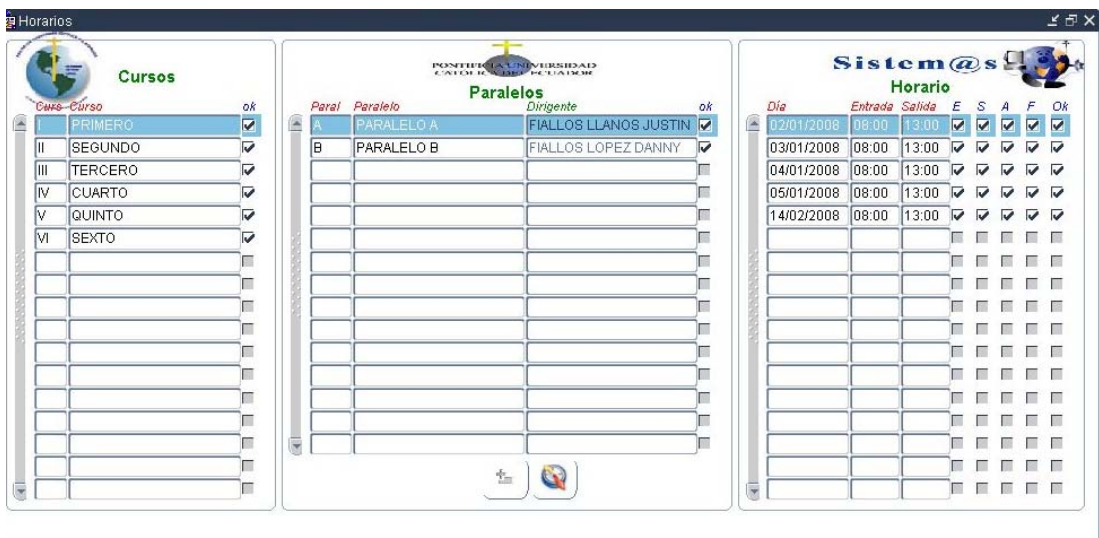 Horarios
Cursos
Curs Curso ok
I PRIMERO
II SEGUNDO
III TERCERO
IV CUARTO
V QUINTO
VI SEXTO
PONTIFICIA UNIVERSIDAD
CATOLICA DEL ECUADOR
Paralelos
Paral Paralelo Dirigente ok
A PARALELO A FIALLOS LLANOS JUSTIN
B PARALELO B FIALLOS LOPEZ DANNY
Sistem@s
Horario
Día Entrada Salida E S A F Ok
02/01/2008 08:00 13:00
03/01/2008 08:00 13:00
04/01/2008 08:00 13:00
05/01/2008 08:00 13:00
14/02/2008 08:00 13:00